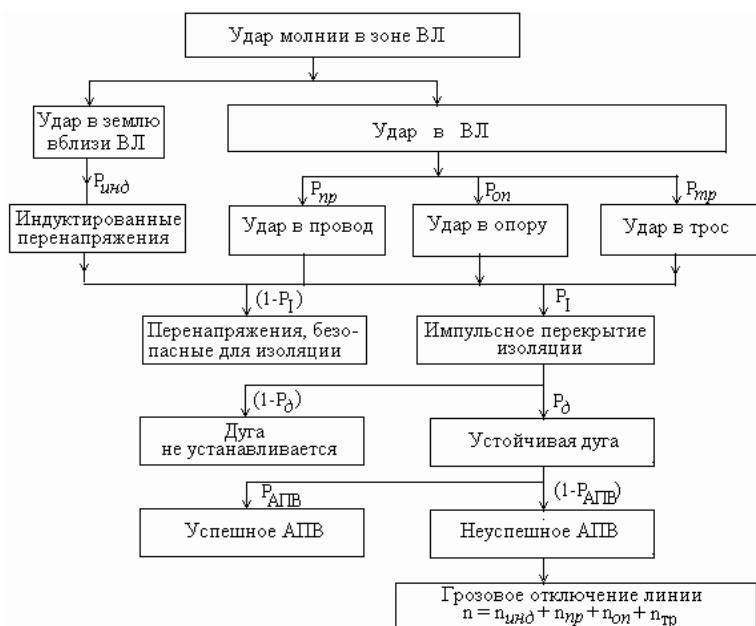 Удар молнии в зоне ВЛ
Удар в землю
вблизи ВЛ
Удар в ВЛ
Pинд
Pпр
Pоп
Pтр
Индуктированные
перенапряжения
Удар в провод
Удар в опору
Удар в трос
(1-PI)
PI
Перенапряжения, безо-
пасные для изоляции
Импульсное перекрытие
изоляции
(1-Pд)
Pд
Дуга
не устанавливается
Устойчивая дуга
PАПВ
(1-PАПВ)
Успешное АПВ
Неуспешное АПВ
Грозовое отключение линии
n = nинд + nпр + nоп + nтр